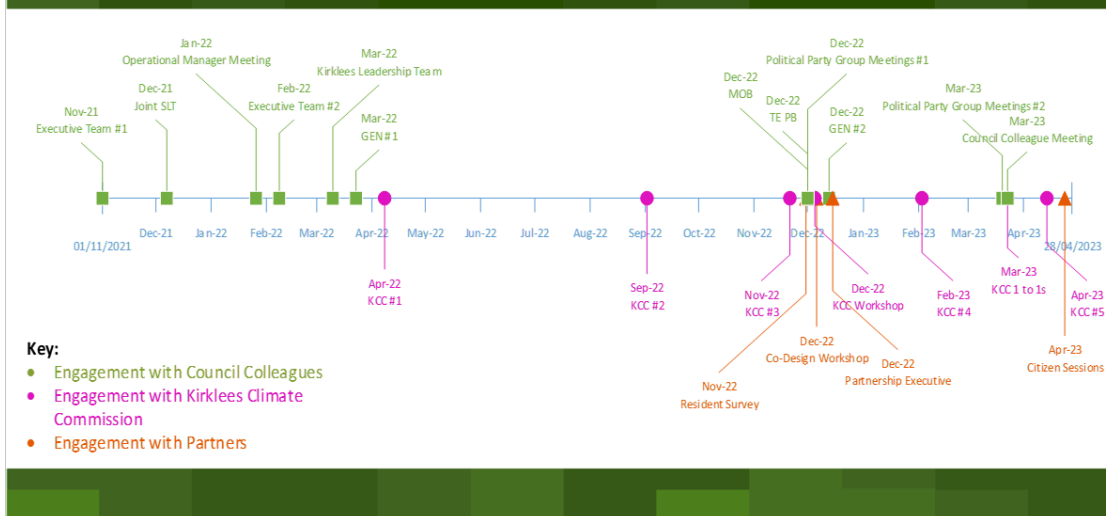 Nov-21
Executive Team #1
Dec-21
Joint SLT
Jan-22
Operational Manager Meeting
Feb-22
Executive Team #2
Mar-22
Kirklees Leadership Team
Mar-22
GEN #1
Dec-22
MOB
Dec-22
TE PB
Dec-22
Political Party Group Meetings #1
Dec-22
GEN #2
Mar-23
Political Party Group Meetings #2
Mar-23
Council Colleague Meeting
01/11/2021
Dec-21
Jan-22
Feb-22
Mar-22
Apr-22
May-22
Jun-22
Jul-22
Aug-22
Sep-22
Oct-22
Nov-22
Dec-22
Jan-23
Feb-23
Mar-23
Apr-23
28/04/2023
Apr-22
KCC #1
Sep-22
KCC #2
Nov-22
KCC #3
Dec-22
KCC Workshop
Feb-23
KCC #4
Mar-23
KCC 1 to 1s
Apr-23
KCC #5
Nov-22
Resident Survey
Dec-22
Co-Design Workshop
Dec-22
Partnership Executive
Apr-23
Citizen Sessions
Key:
• Engagement with Council Colleagues
• Engagement with Kirklees Climate
Commission
• Engagement with Partners